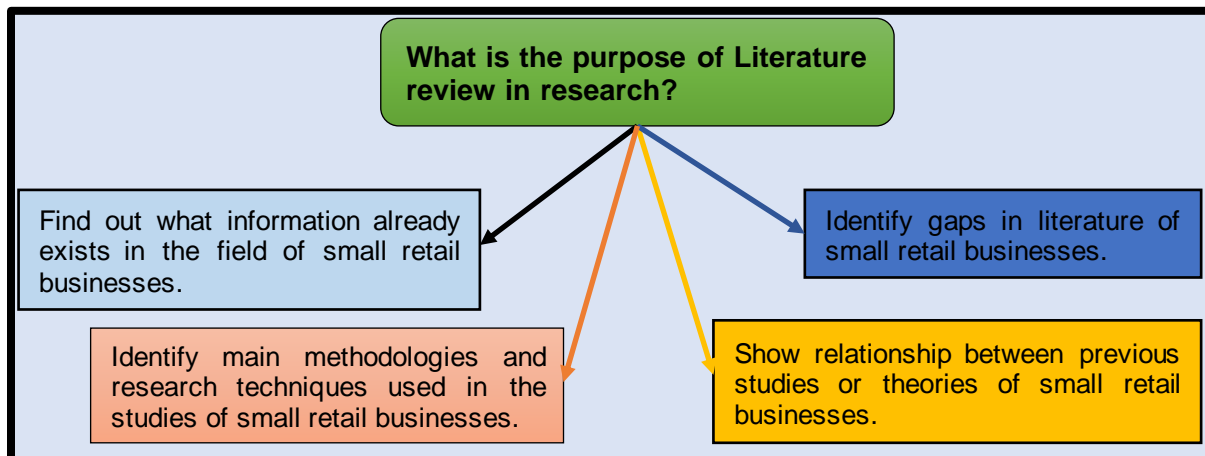 What is the purpose of Literature
review in research?
Find out what information already
exists in the field of small retail
businesses.
Identify gaps in literature of
small retail businesses.
Identify main methodologies and
research techniques used in the
studies of small retail businesses.
Show relationship between previous
studies or theories of small retail
businesses.